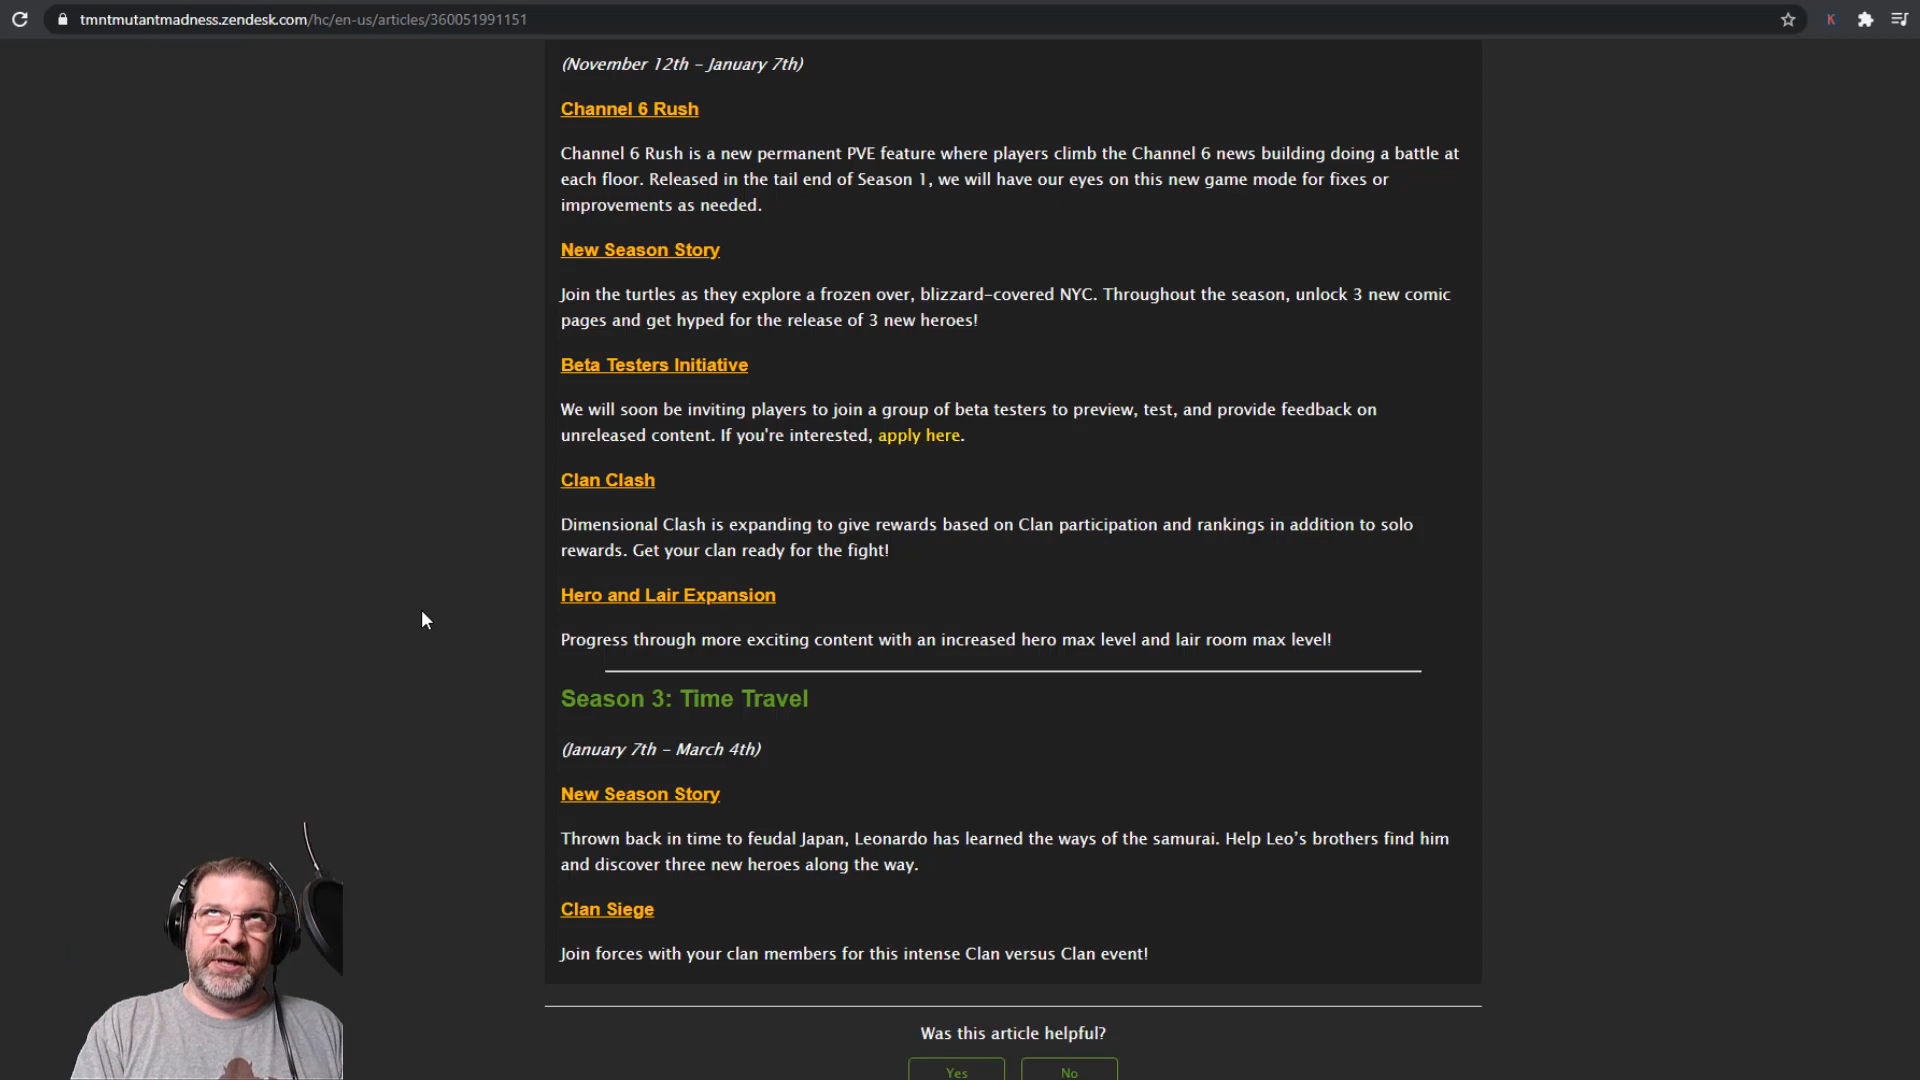 tmntmutantmadness.zendesk.com/hc/en-us/articles/360051991151
K
(November 12th – January 7th)
Channel 6 Rush
Channel 6 Rush is a new permanent PVE feature where players climb the Channel 6 news building doing a battle at
each floor. Released in the tail end of Season 1, we will have our eyes on this new game mode for fixes or
improvements as needed.
New Season Story
Join the turtles as they explore a frozen over, blizzard-covered NYC. Throughout the season, unlock 3 new comic
pages and get hyped for the release of 3 new heroes!
Beta Testers Initiative
We will soon be inviting players to join a group of beta testers to preview, test, and provide feedback on
unreleased content. If you're interested, apply here.
Clan Clash
Dimensional Clash is expanding to give rewards based on Clan participation and rankings in addition to solo
rewards. Get your clan ready for the fight!
Hero and Lair Expansion
Progress through more exciting content with an increased hero max level and lair room max level!
Season 3: Time Travel
(January 7th – March 4th)
New Season Story
Thrown back in time to feudal Japan, Leonardo has learned the ways of the samurai. Help Leo’s brothers find him
and discover three new heroes along the way.
Clan Siege
Join forces with your clan members for this intense Clan versus Clan event!
Was this article helpful?
Yes No